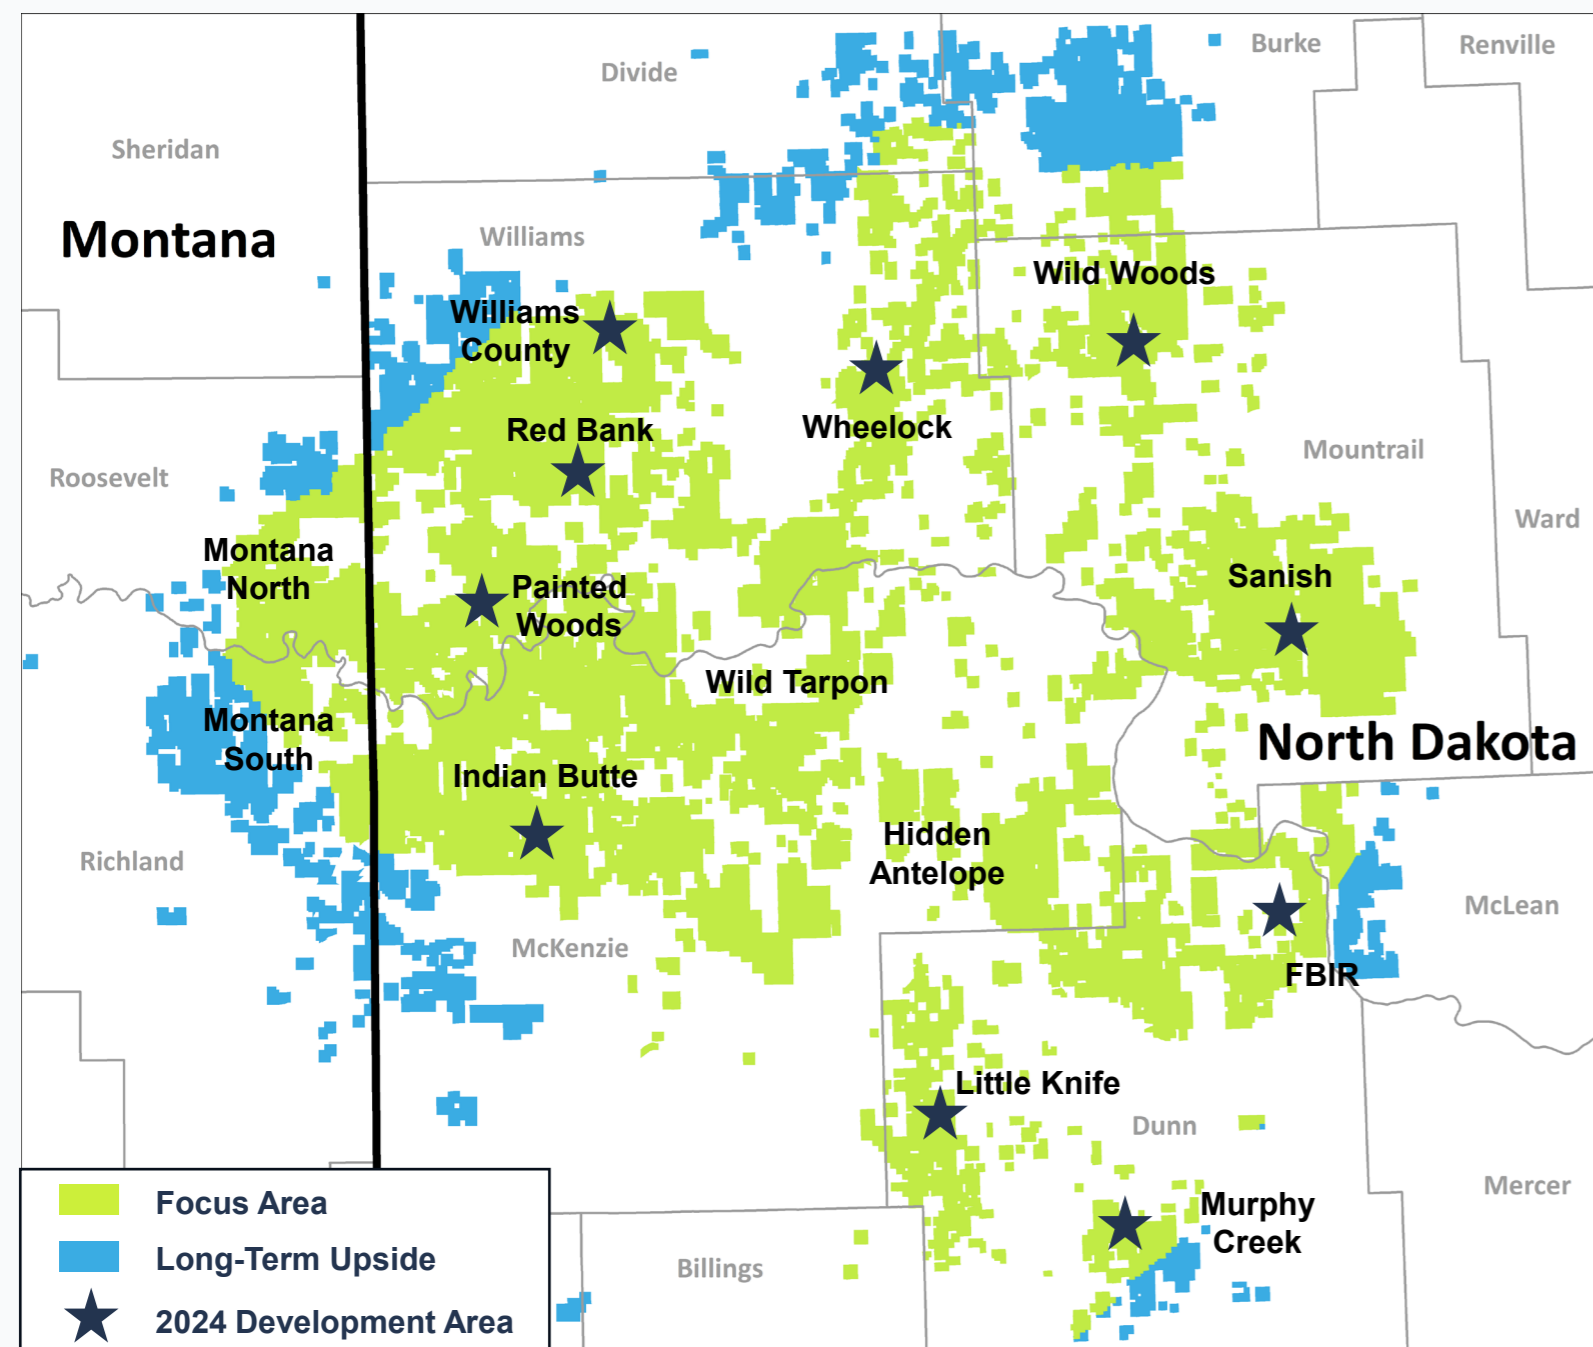 Burke
Renville
Divide
Sheridan
Montana
Williams
Wild Woods
Williams
County
Red Bank
Wheelock
Mountrail
Roosevelt
Ward
Montana
North
Sanish
Painted
Woods
Wild Tarpon
Montana
South
North Dakota
Indian Butte
Hidden
Antelope
Richland
McLean
McKenzie
FBIR
Little Knife
Dunn
Mercer
Murphy
Creek
Billings
Focus Area
Long-Term Upside
2024 Development Area